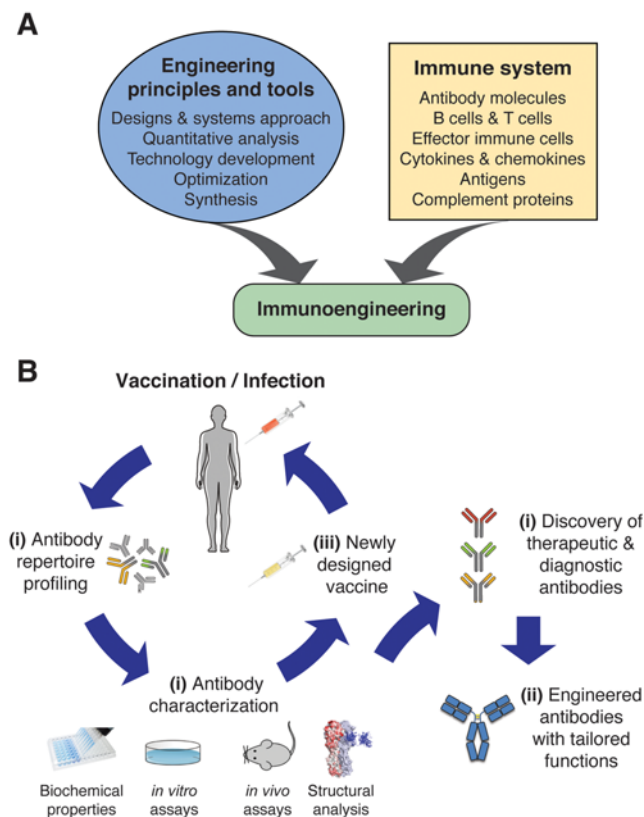 A
Engineering
principles and tools
Designs & systems approach
Quantitative analysis
Technology development
Optimization
Synthesis
Immune system
Antibody molecules
B cells & T cells
Effector immune cells
Cytokines & chemokines
Antigens
Complement proteins
Immunoengineering
B
Vaccination / Infection
(i) Antibody
repertoire
profiling
(iii) Newly
designed
vaccine
(i) Discovery of
therapeutic &
diagnostic
antibodies
(i) Antibody
characterization
(ii) Engineered
antibodies
with tailored
functions
Biochemical
properties
in vitro
assays
in vivo
assays
Structural
analysis